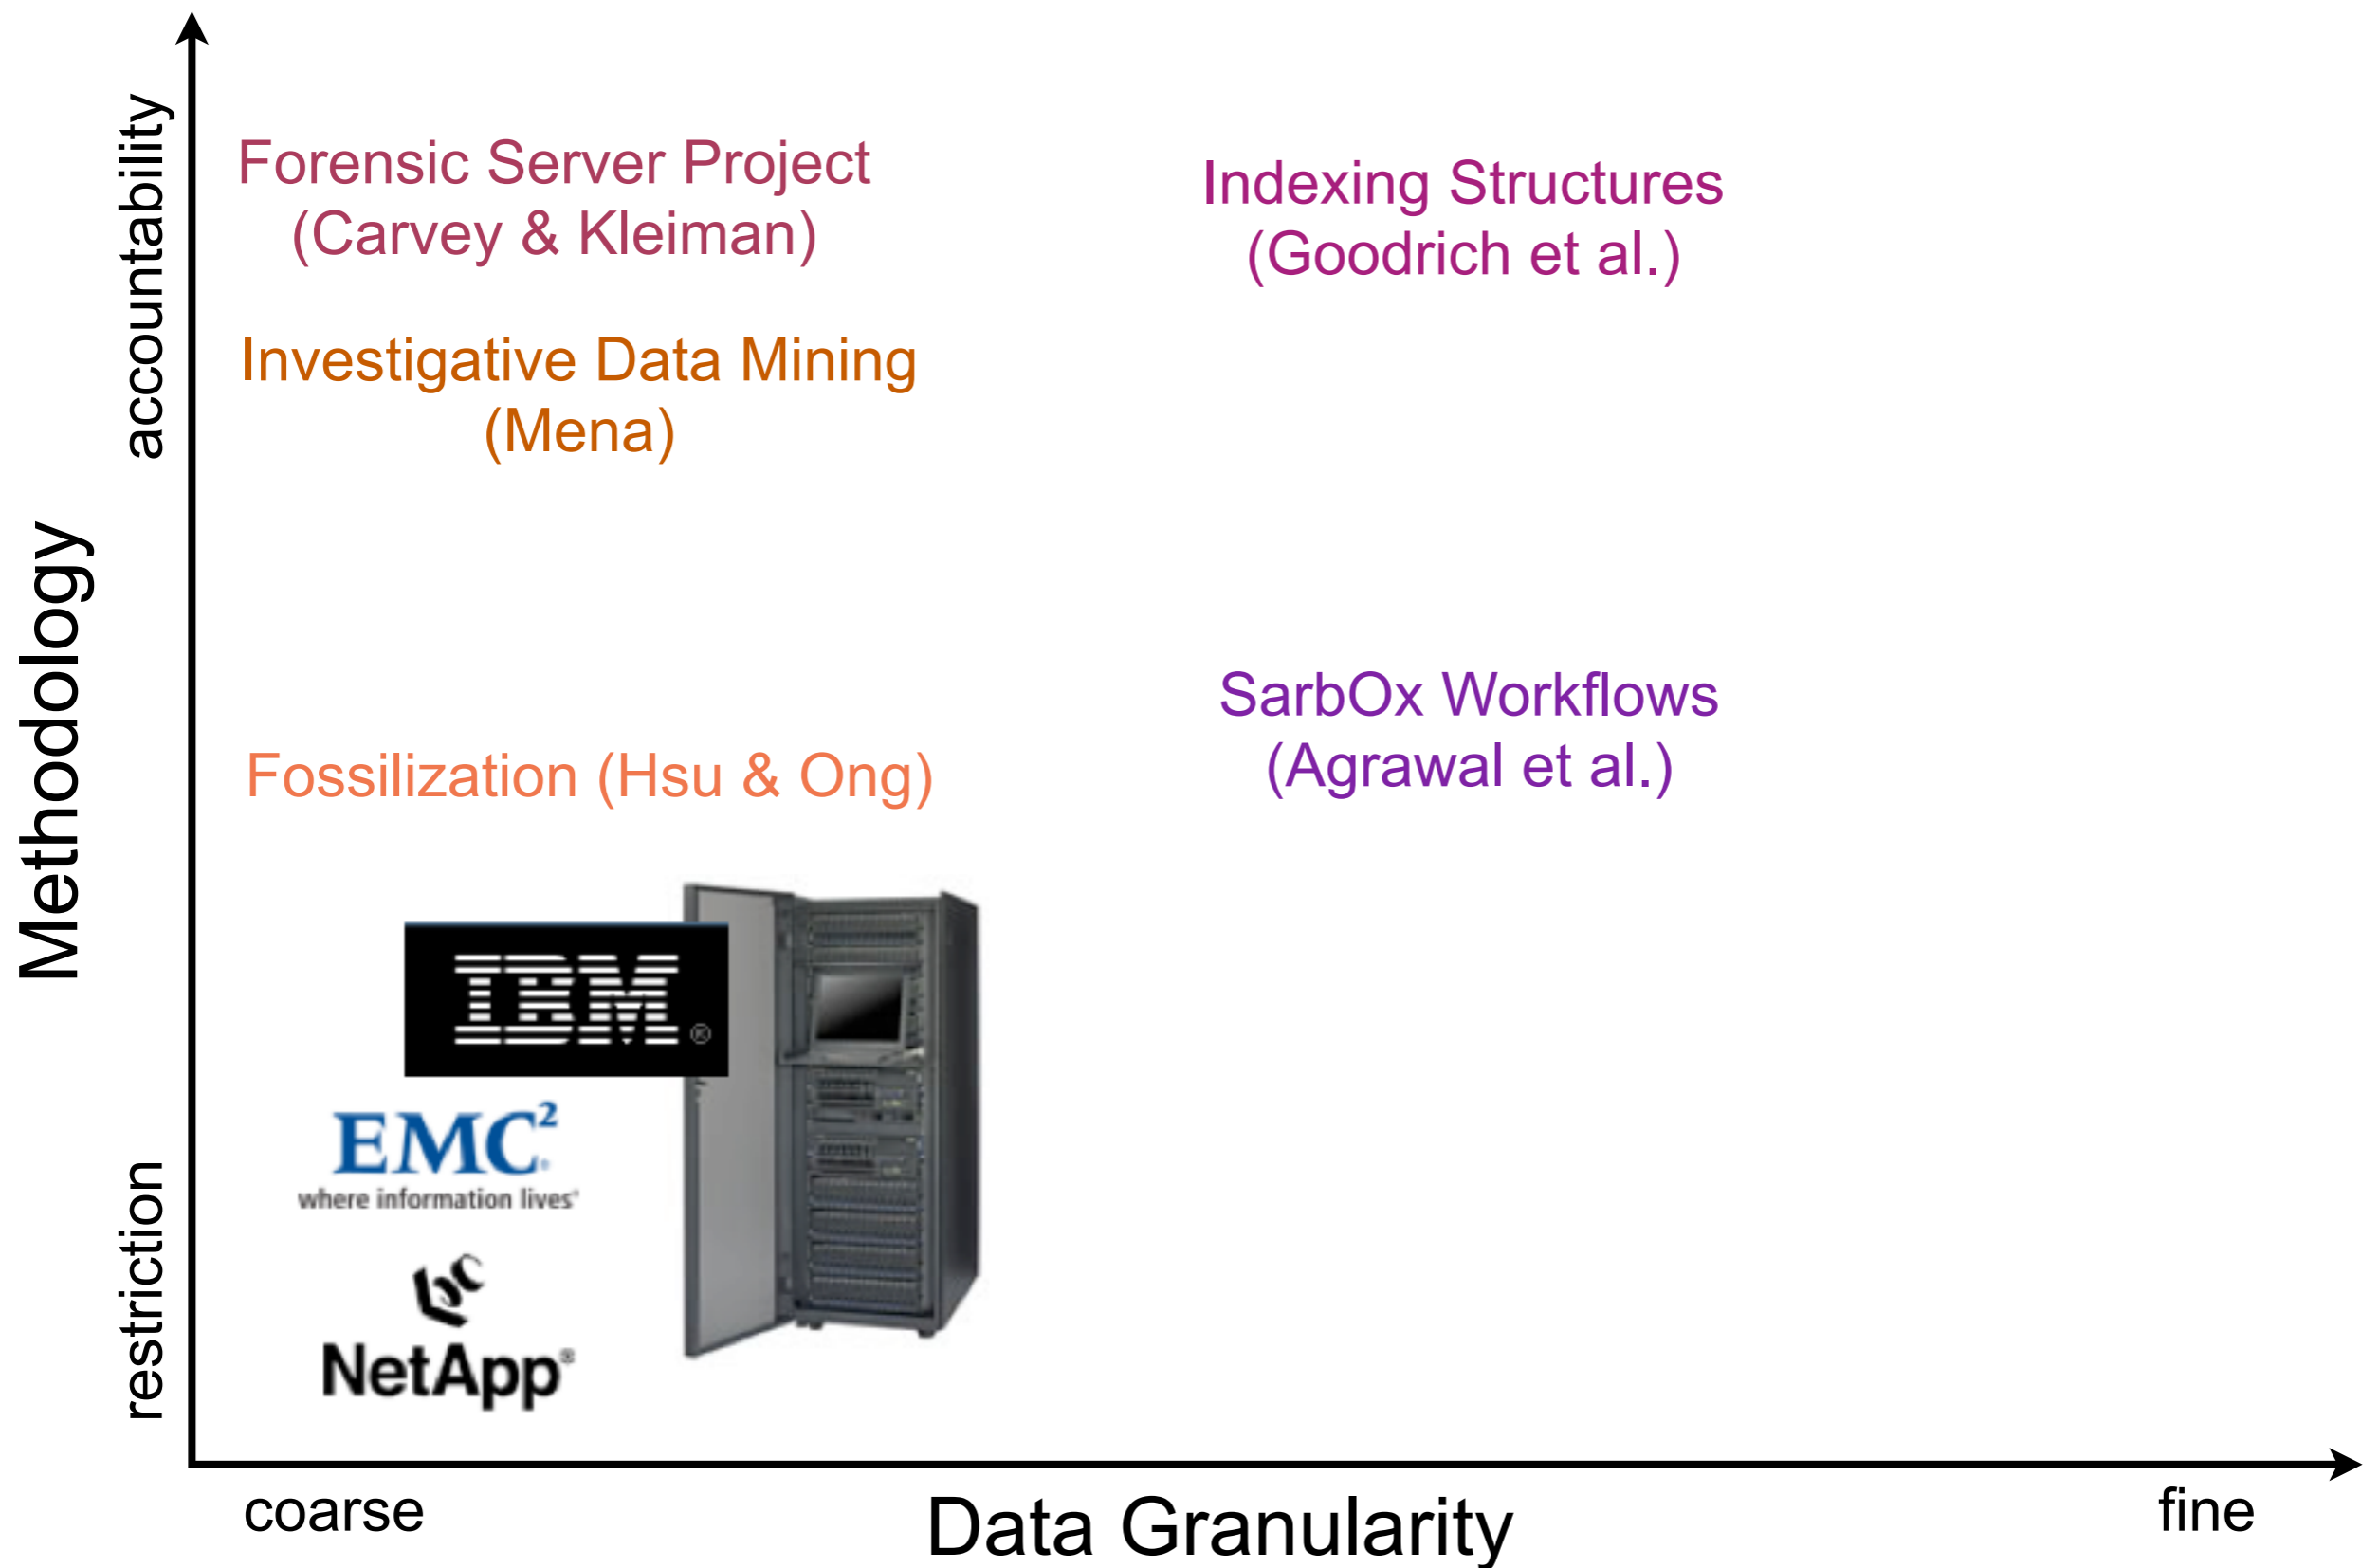 Methodology
accountability
restriction
Forensic Server Project
(Carvey & Kleiman)
Indexing Structures
(Goodrich et al.)
Investigative Data Mining
(Mena)
SarbOx Workflows
(Agrawal et al.)
Fossilization (Hsu & Ong)
IBM®
EMC²®
where information lives®
NetApp®
coarse
Data Granularity
fine